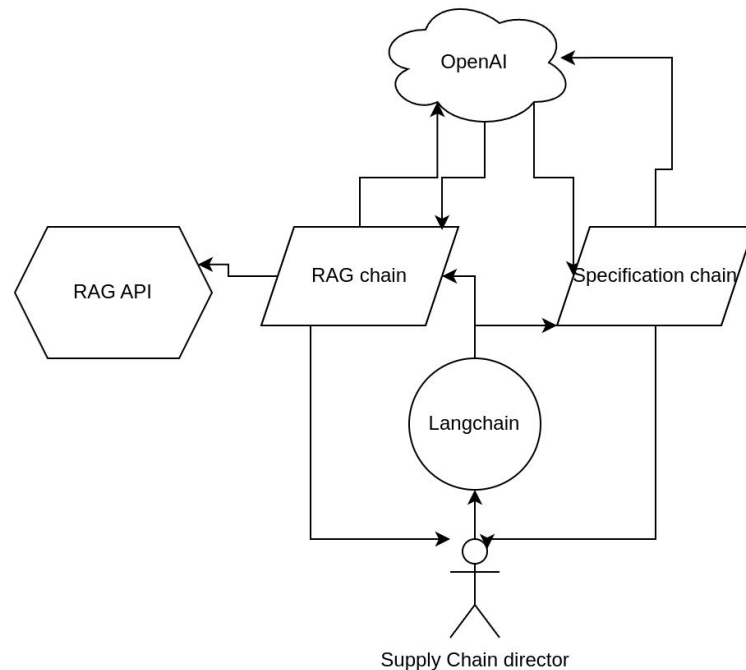 OpenAI
RAG API
RAG chain
Specification chain
Langchain
Supply Chain director